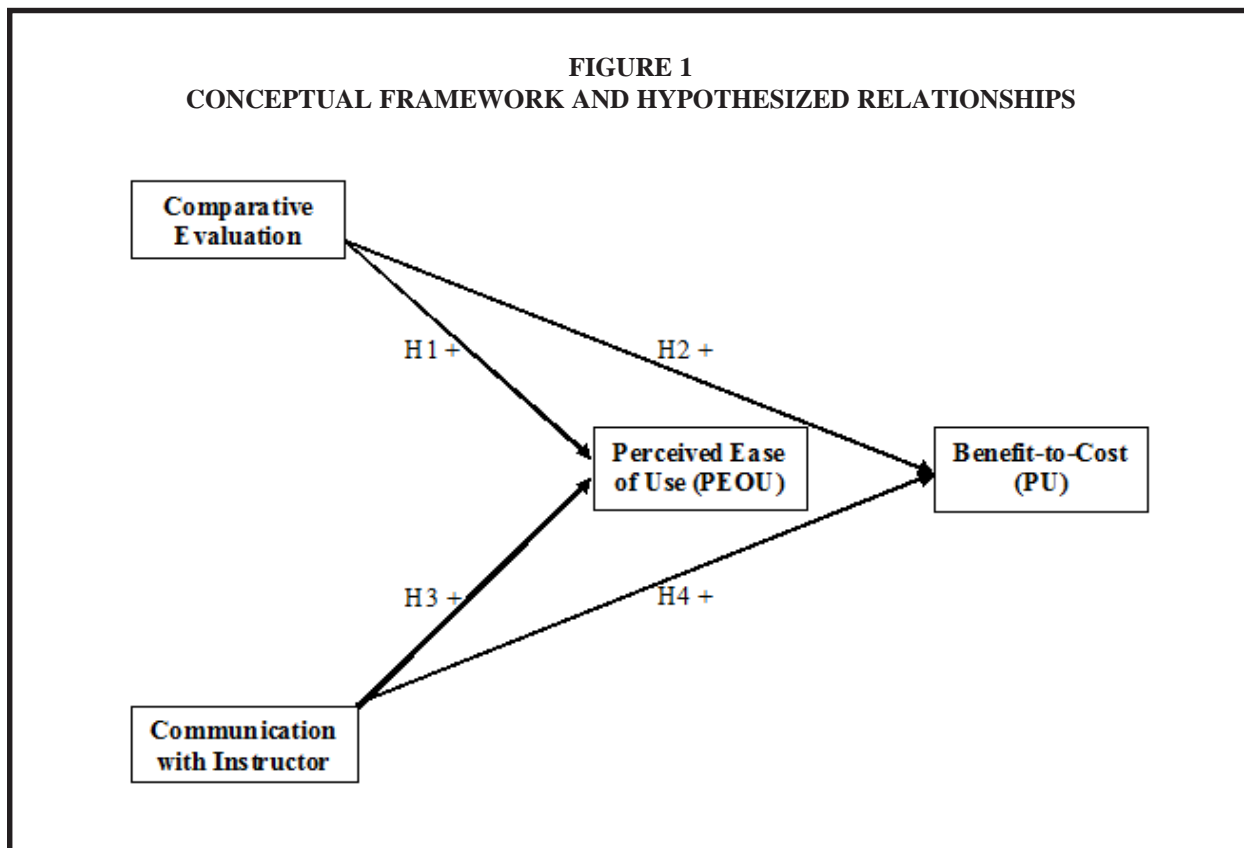 FIGURE 1
CONCEPTUAL FRAMEWORK AND HYPOTHESIZED RELATIONSHIPS
Comparative
Evaluation
H1 +
H2 +
Perceived Ease
of Use (PEOU)
Benefit-to-Cost
(PU)
H3 +
H4 +
Communication
with Instructor